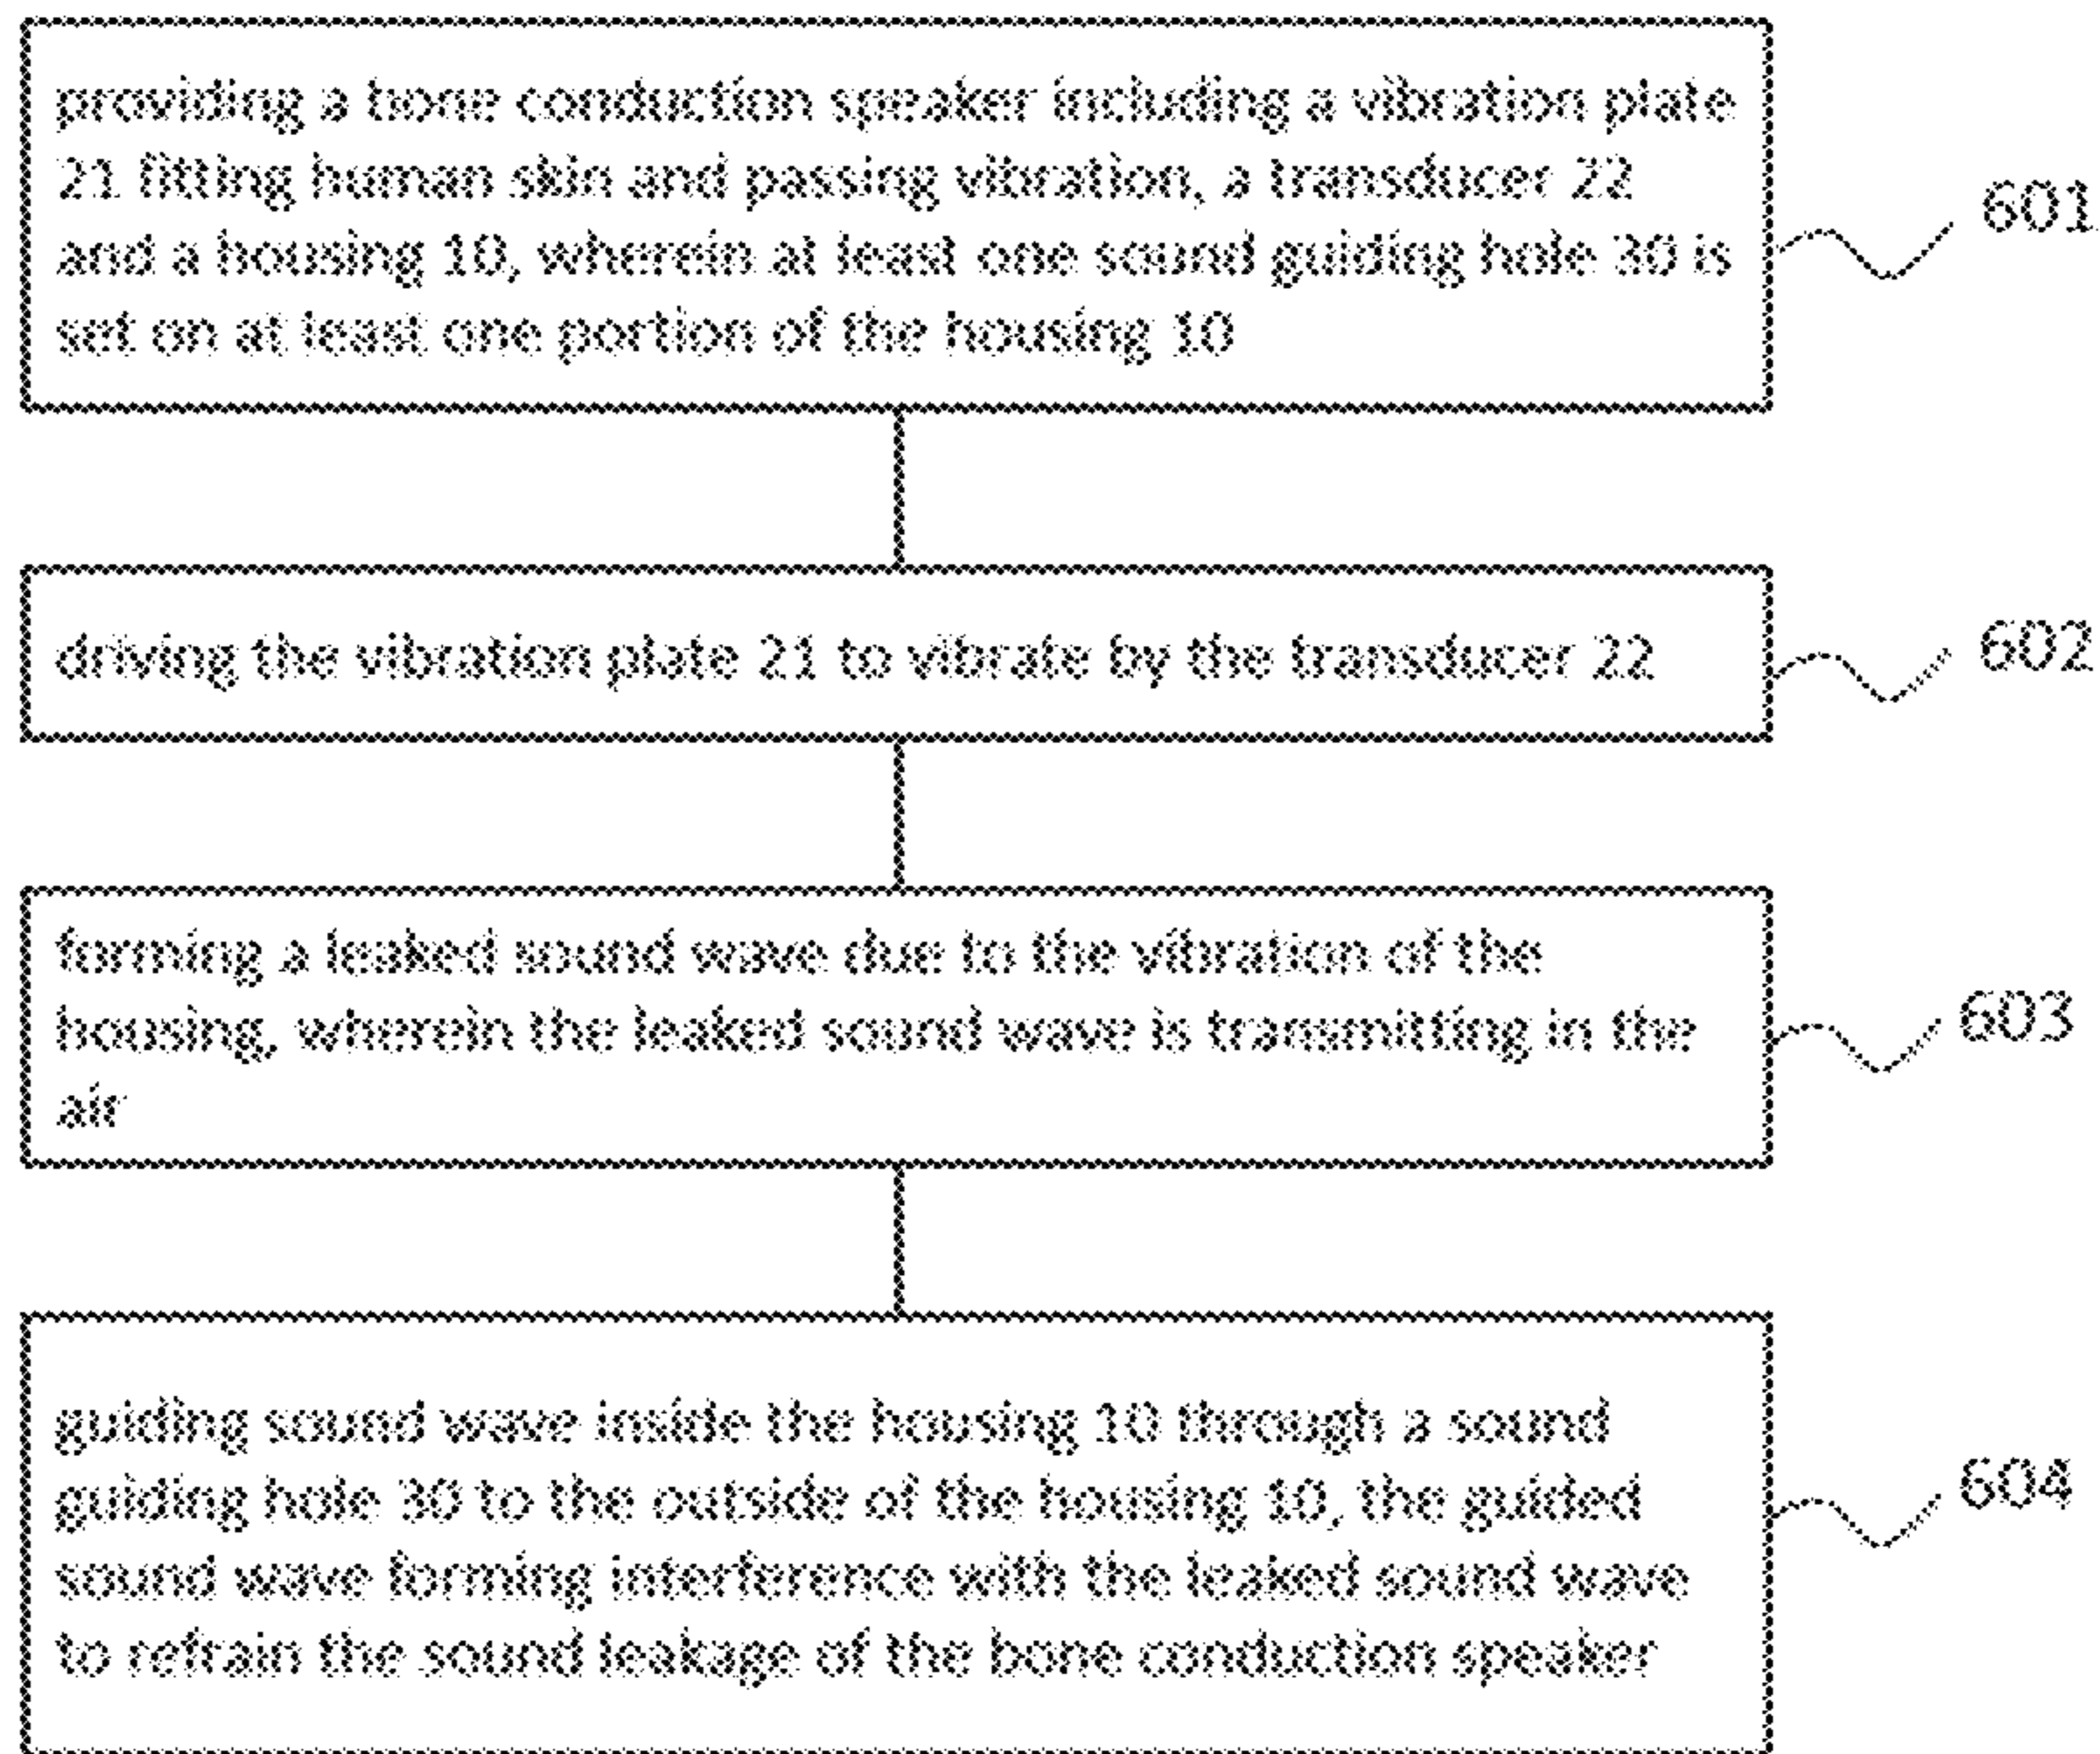 providing a bone conduction speaker including a vibration plate
21 fitting human skin and passing vibration, a transducer 22
and a housing 10, wherein at least one sound guiding hole 30 is
set on at least one portion of the housing 10
601
driving the vibration plate 21 to vibrate by the transducer 22
602
forming a leaked sound wave due to the vibration of the
housing, wherein the leaked sound wave is transmitting in the
air
603
guiding sound wave inside the housing 10 through a sound
guiding hole 30 to the outside of the housing 10, the guided
sound wave forming interference with the leaked sound wave
to refrain the sound leakage of the bone conduction speaker
604